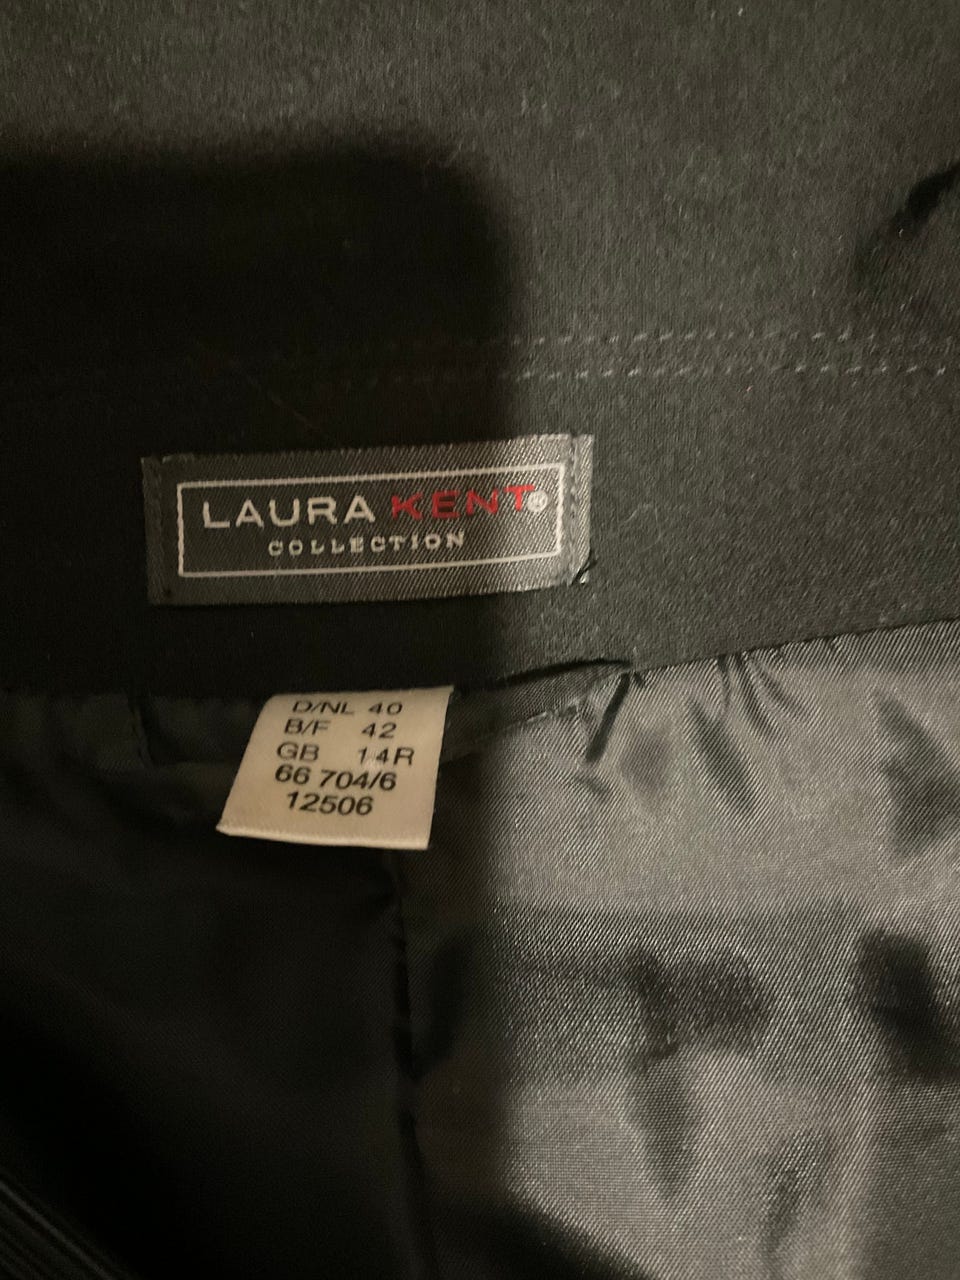 LAURA KENT®
COLLECTION
D/NL 40
B/F 42
GB 14R
66 704/6
12506